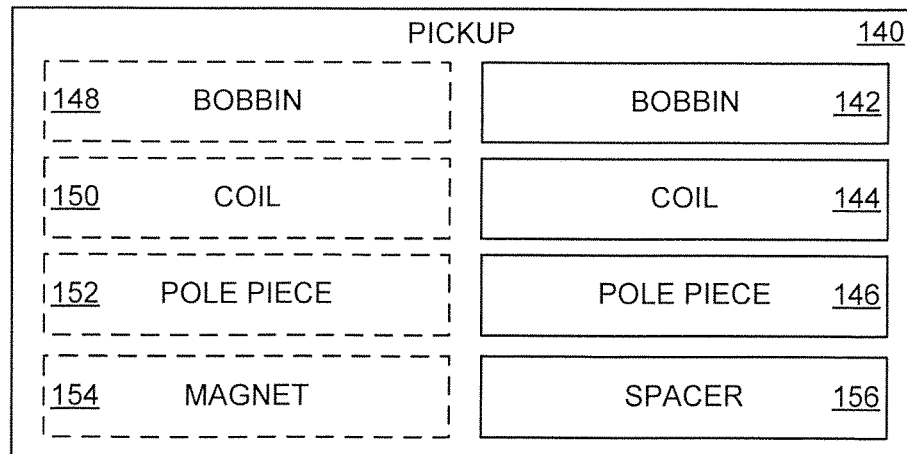 PICKUP 140
148 BOBBIN BOBBIN 142
150 COIL COIL 144
152 POLE PIECE POLE PIECE 146
154 MAGNET SPACER 156